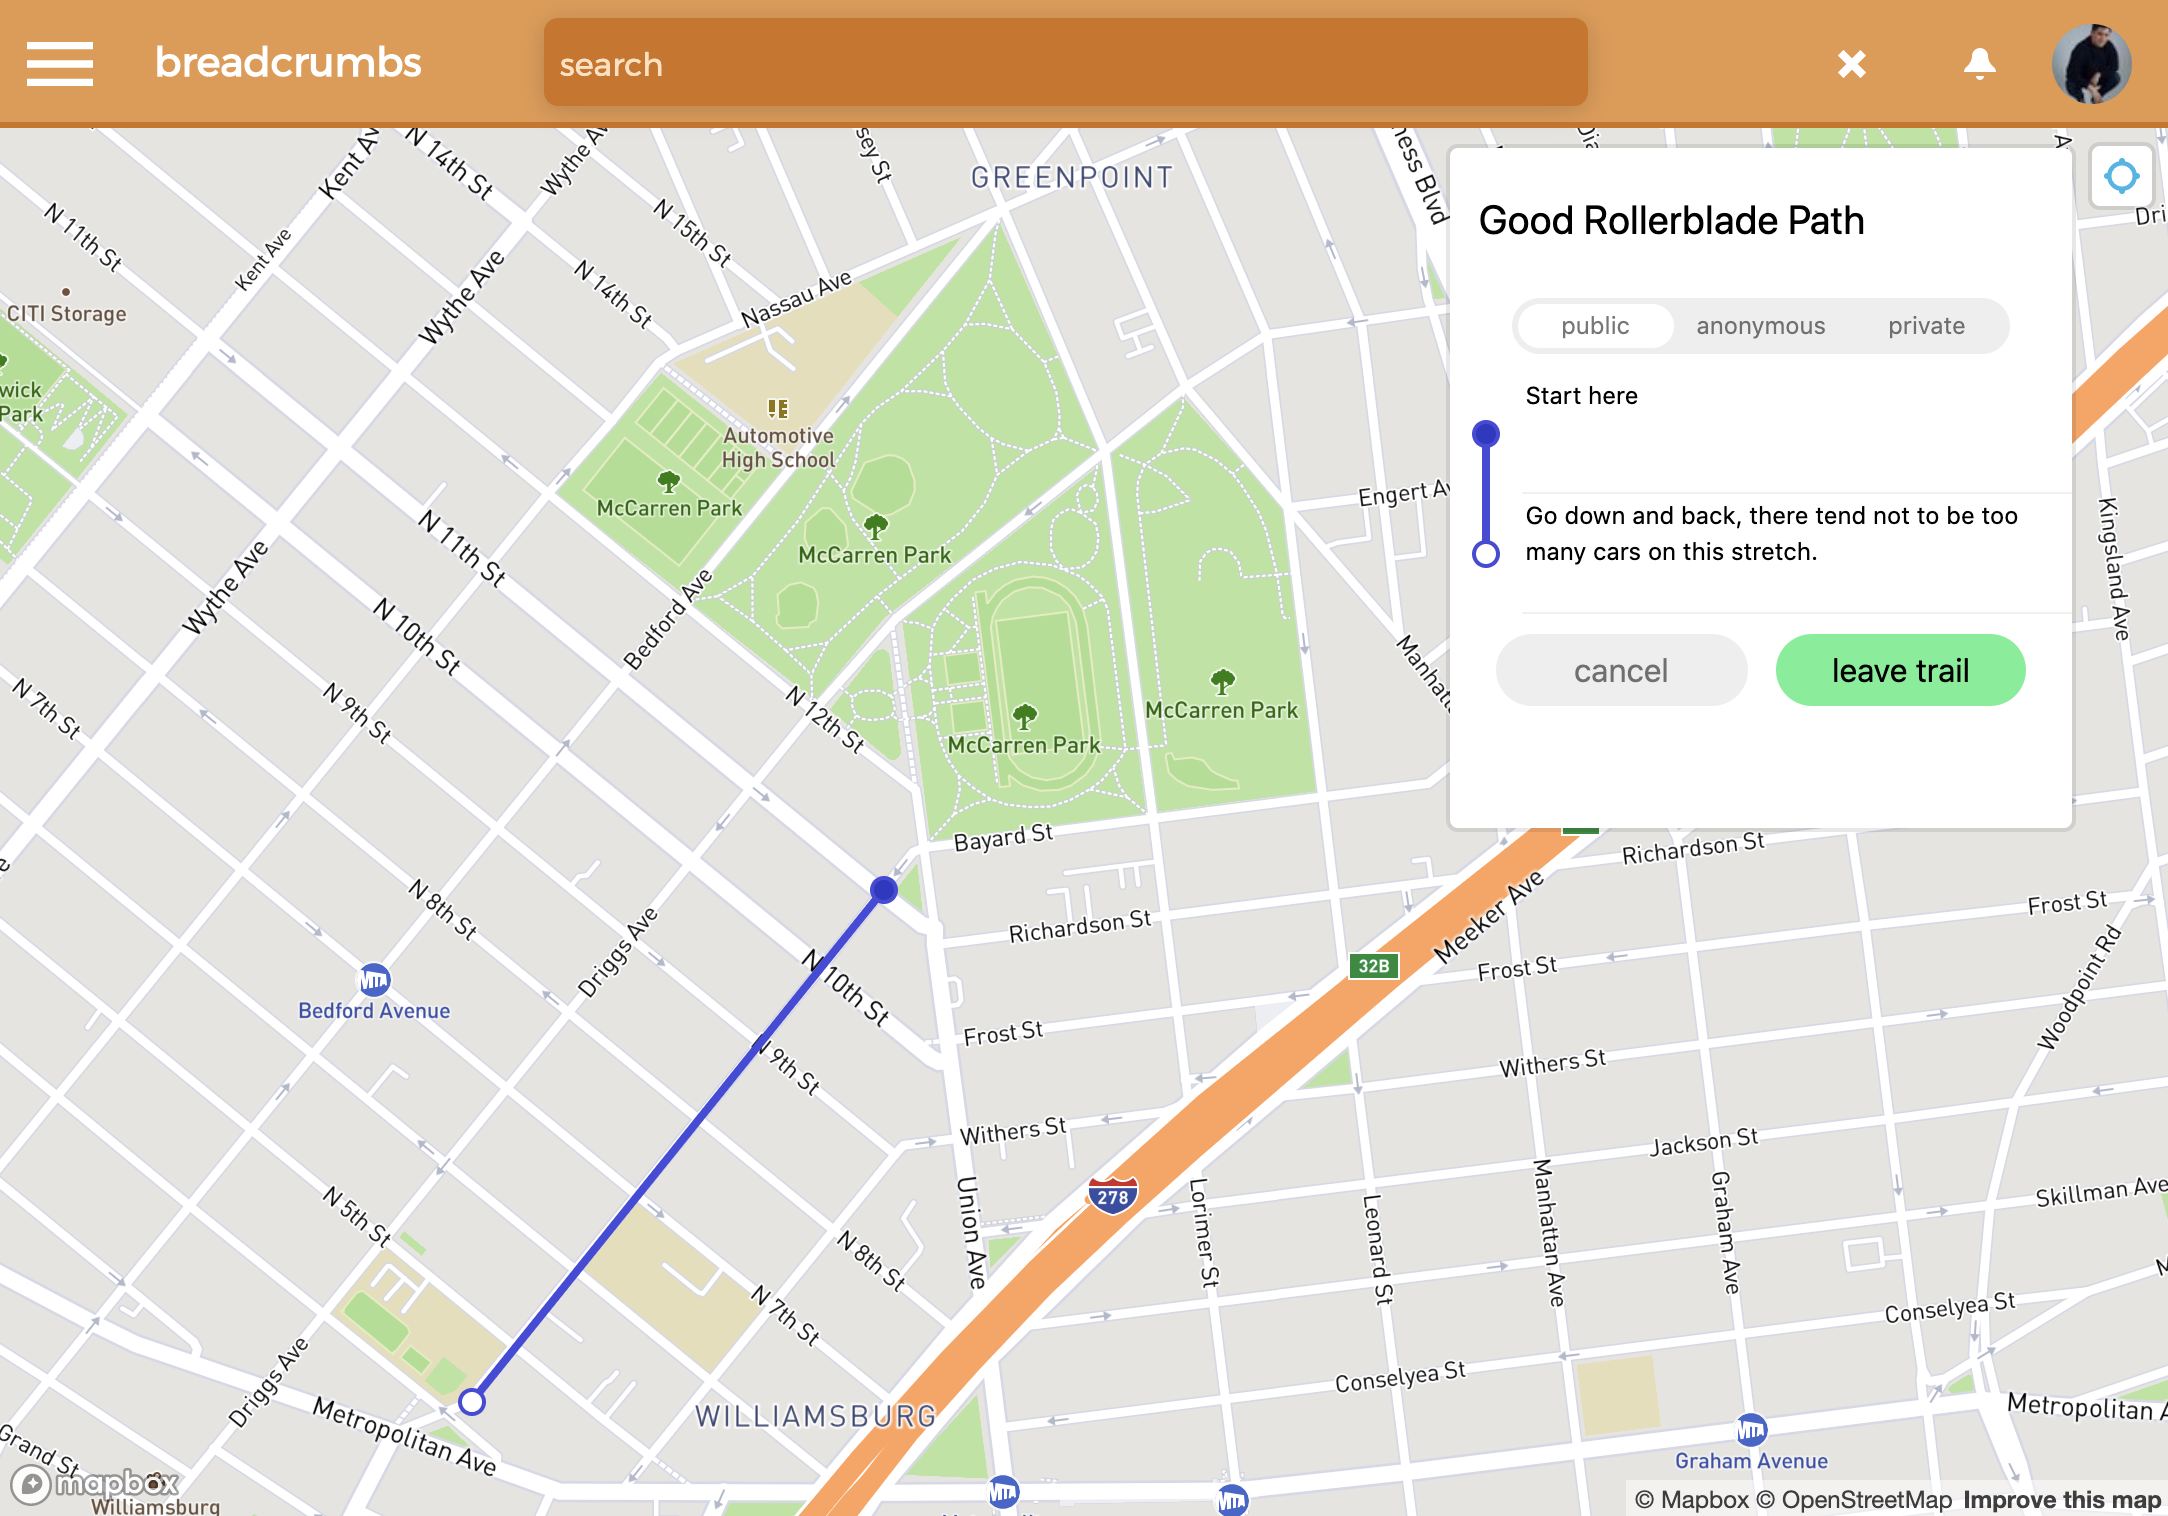 breadcrumbs
search
GREENPOINT
Good Rollerblade Path
public
anonymous
private
Start here
Go down and back, there tend not to be too
many cars on this stretch.
cancel
leave trail
N 14th St
Kent Ave
Wythe Ave
N 15th St
N 11th St
Kent Ave
N 14th St
Nassau Ave
Wythe Ave
CITI Storage
Automotive
High School
McCarren Park
McCarren Park
McCarren Park
McCarren Park
Engert Av
Kingsland Ave
N 11th St
Wythe Ave
N 10th St
Bedford Ave
N 12th St
N 9th St
N 7th St
Bayard St
Richardson St
Richardson St
Meeker Ave
Frost St
N 8th St
Driggs Ave
32B
Frost St
Woodpoint Rd
N 10th St
Bedford Avenue
MTA
Frost St
N 9th St
Withers St
Withers St
Jackson St
Skillman Ave
N 5th St
Union Ave
278
Lorimer St
Leonard St
Manhattan Ave
Graham Ave
N 8th St
N 7th St
Conselyea St
Conselyea St
Driggs Ave
Metropolitan Ave
WILLIAMSBURG
Metropolitan A
MTA
Graham Avenue
Grand St
mapbox
Williamsburg
MTA
MTA
© Mapbox © OpenStreetMap Improve this map